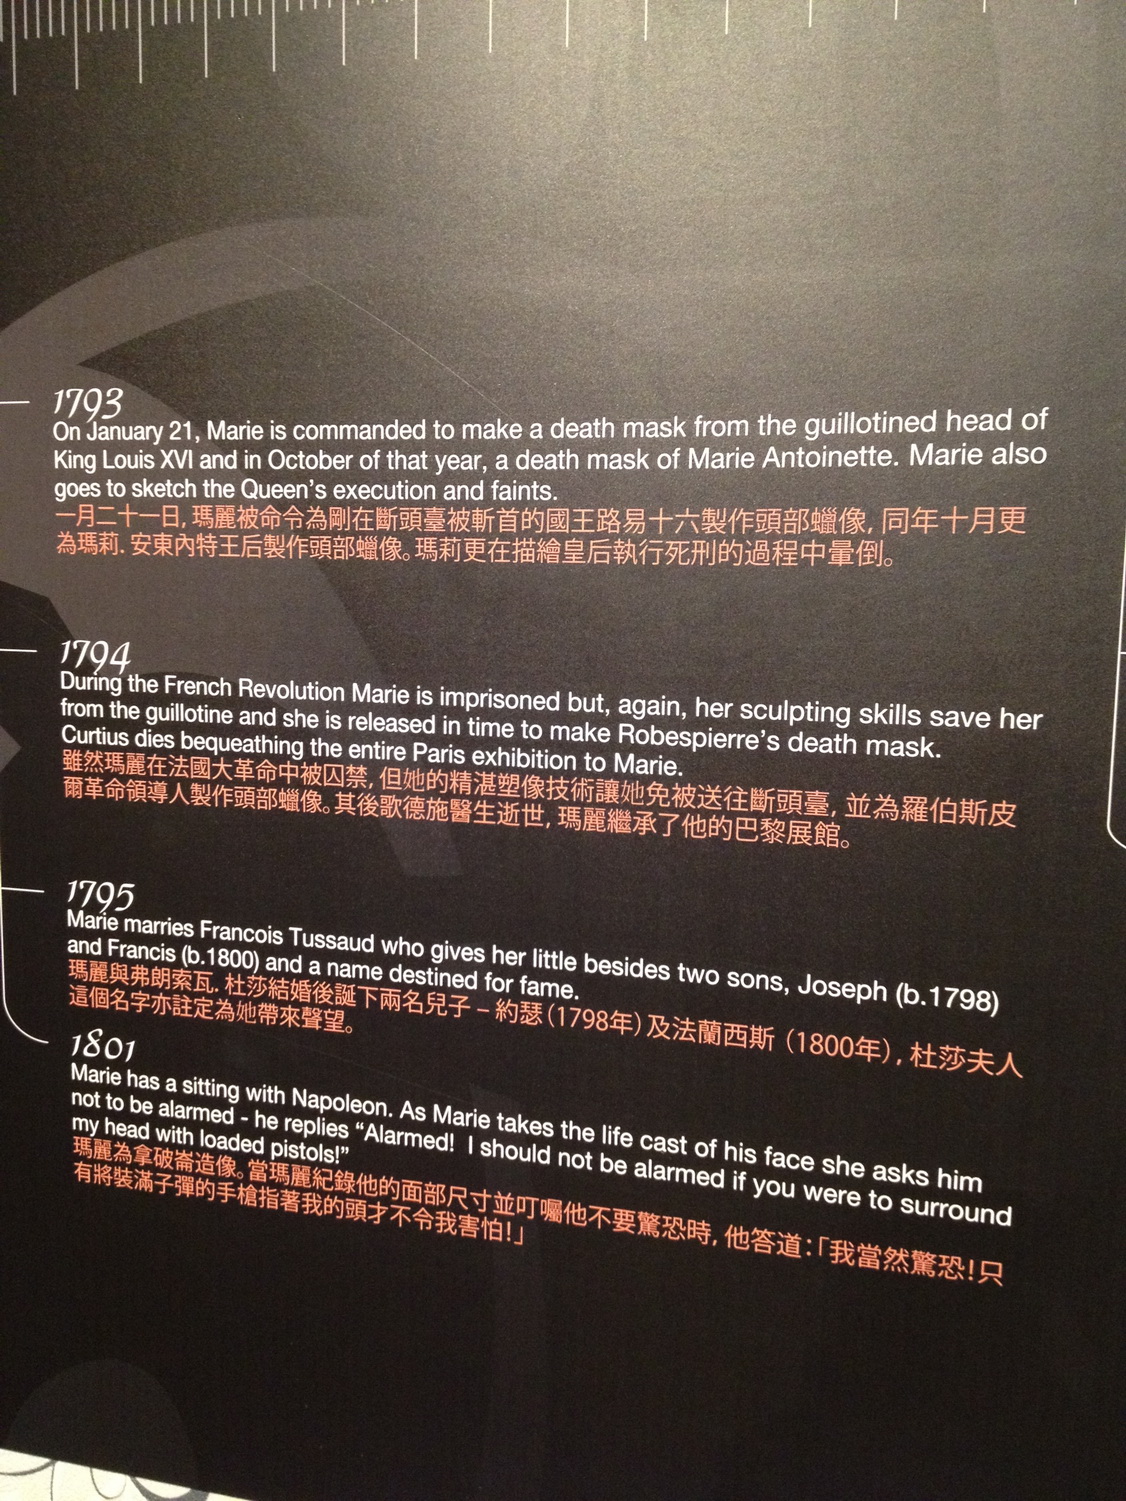 1793
On January 21, Marie is commanded to make a death mask from the guillotined head of
King Louis XVI and in October of that year, a death mask of Marie Antoinette. Marie also
goes to sketch the Queen's execution and faints.
一月二十一日, 瑪麗被命令為剛在斷頭臺被斬首的國王路易十六製作頭部蠟像, 同年十月更
為瑪莉. 安東內特王后製作頭部蠟像。瑪莉更在描繪皇后執行死刑的過程中暈倒。
1794
During the French Revolution Marie is imprisoned but, again, her sculpting skills save her
from the guillotine and she is released in time to make Robespierre's death mask.
Curtius dies bequeathing the entire Paris exhibition to Marie.
雖然瑪麗在法國大革命中被囚禁, 但她的精湛塑像技術讓她免被送往斷頭臺, 並為羅伯斯皮
爾革命領導人製作頭部蠟像。其後歌德施醫生逝世, 瑪麗繼承了他的巴黎展館。
1795
Marie marries Francois Tussaud who gives her little besides two sons, Joseph (b.1798)
and Francis (b.1800) and a name destined for fame.
瑪麗與弗朗索瓦. 杜莎結婚後誕下兩名兒子 – 約瑟 (1798年) 及法蘭西斯 (1800年) , 杜莎夫人
這個名字亦註定為她帶來聲望。
1801
Marie has a sitting with Napoleon. As Marie takes the life cast of his face she asks him
not to be alarmed - he replies "Alarmed! I should not be alarmed if you were to surround
my head with loaded pistols!"
瑪麗為拿破崙造像。當瑪麗紀錄他的面部尺寸並叮囑他不要驚恐時, 他答道:「我當然驚恐!只
有將裝滿子彈的手槍指著我的頭才不令我害怕!」